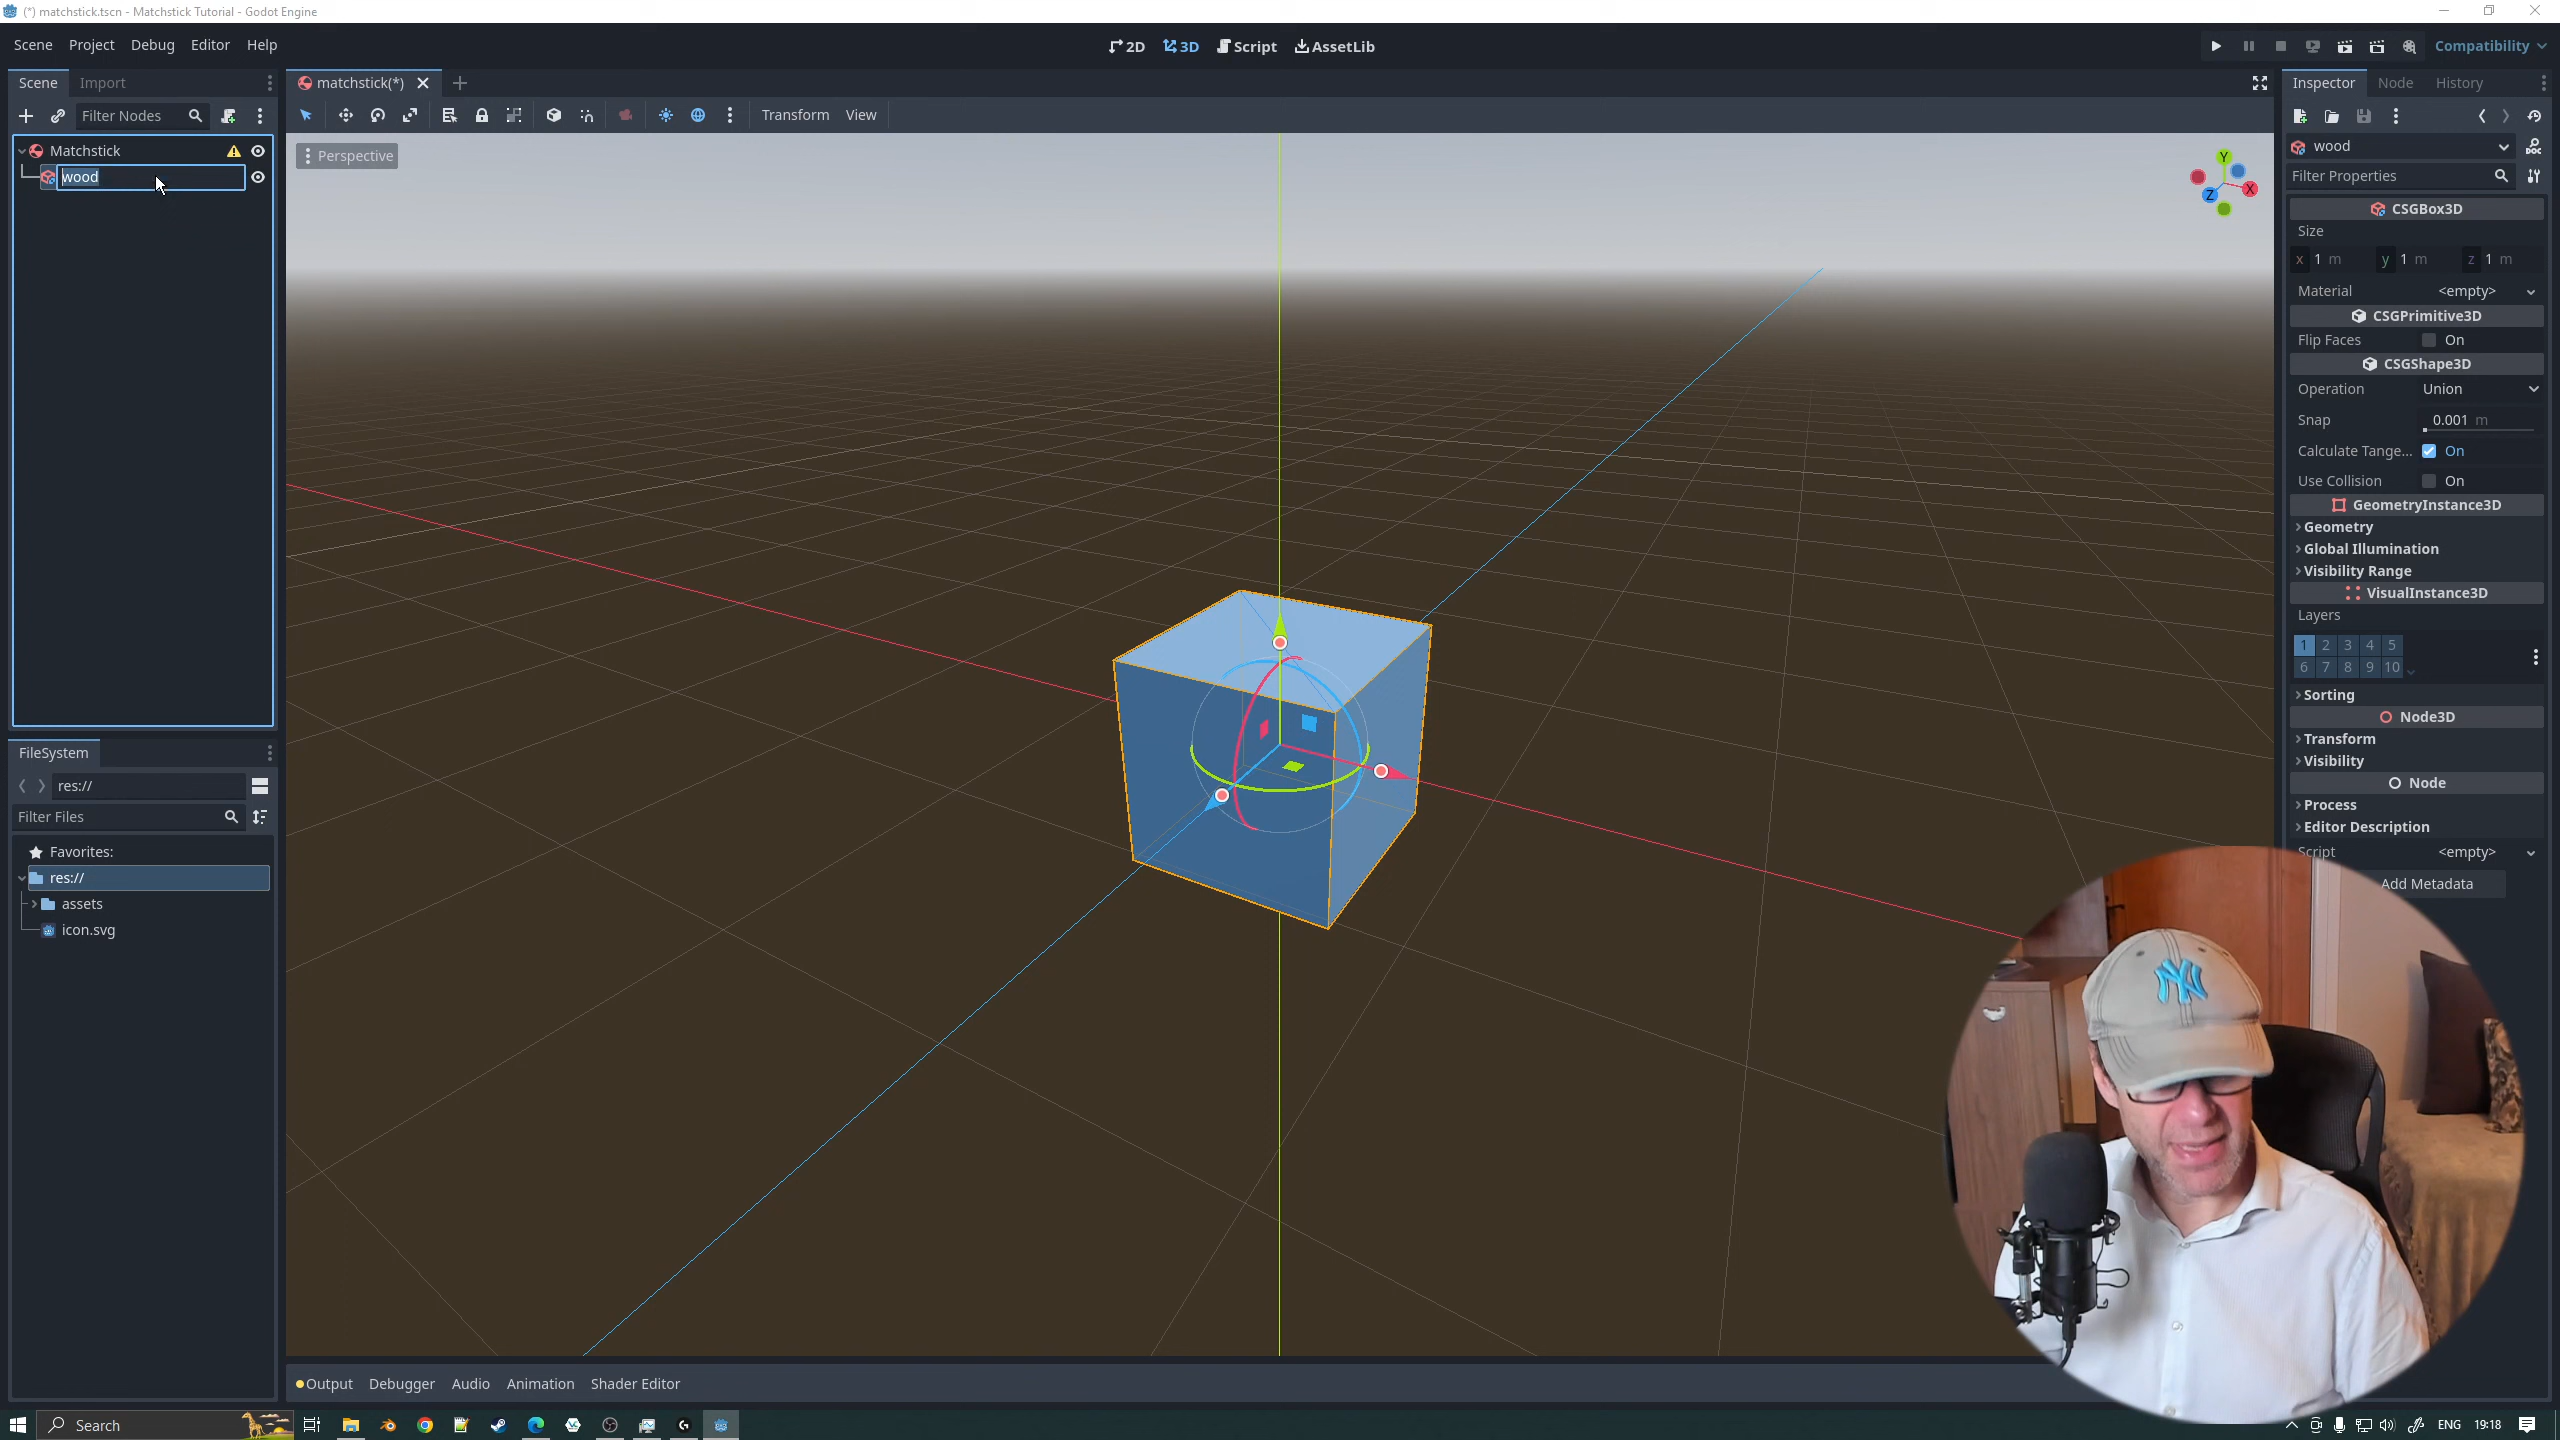 (*) matchstick.tscn - Matchstick Tutorial - Godot Engine
Scene Project Debug Editor Help
2D 3D Script AssetLib
Compatibility
Scene Import
matchstick(*)
Inspector Node History
Filter Nodes
Transform View
Matchstick
wood
Perspective
Y
X
Z
wood
Filter Properties
CSGBox3D
Size
x 1 m y 1 m z 1 m
Material <empty>
CSGPrimitive3D
Flip Faces On
CSGShape3D
Operation Union
Snap 0.001 m
Calculate Tange... On
Use Collision On
GeometryInstance3D
Geometry
Global Illumination
Visibility Range
VisualInstance3D
Layers
1 2 3 4 5
6 7 8 9 10
Sorting
Node3D
Transform
Visibility
Node
Process
Editor Description
Script <empty>
Add Metadata
FileSystem
res://
Filter Files
Favorites:
res://
assets
icon.svg
NY
Output Debugger Audio Animation Shader Editor
Search
ENG 19:18